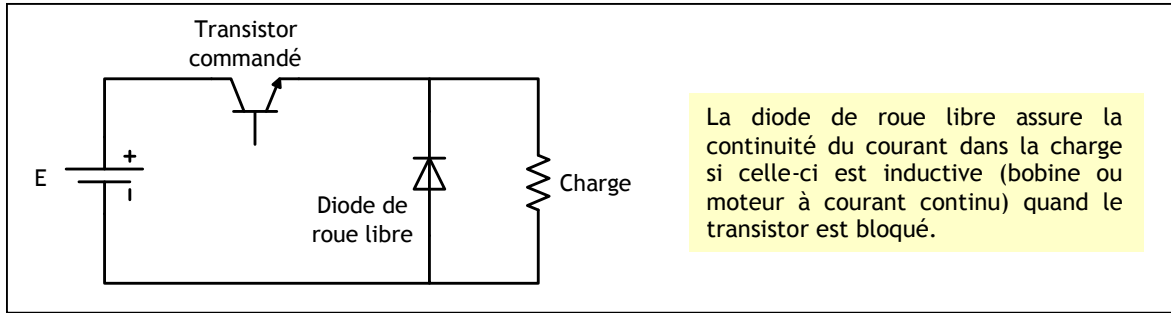 Transistor
commandé
+
E
Charge
Diode de
roue libre
La diode de roue libre assure la
continuité du courant dans la charge
si celle-ci est inductive (bobine ou
moteur à courant continu) quand le
transistor est bloqué.